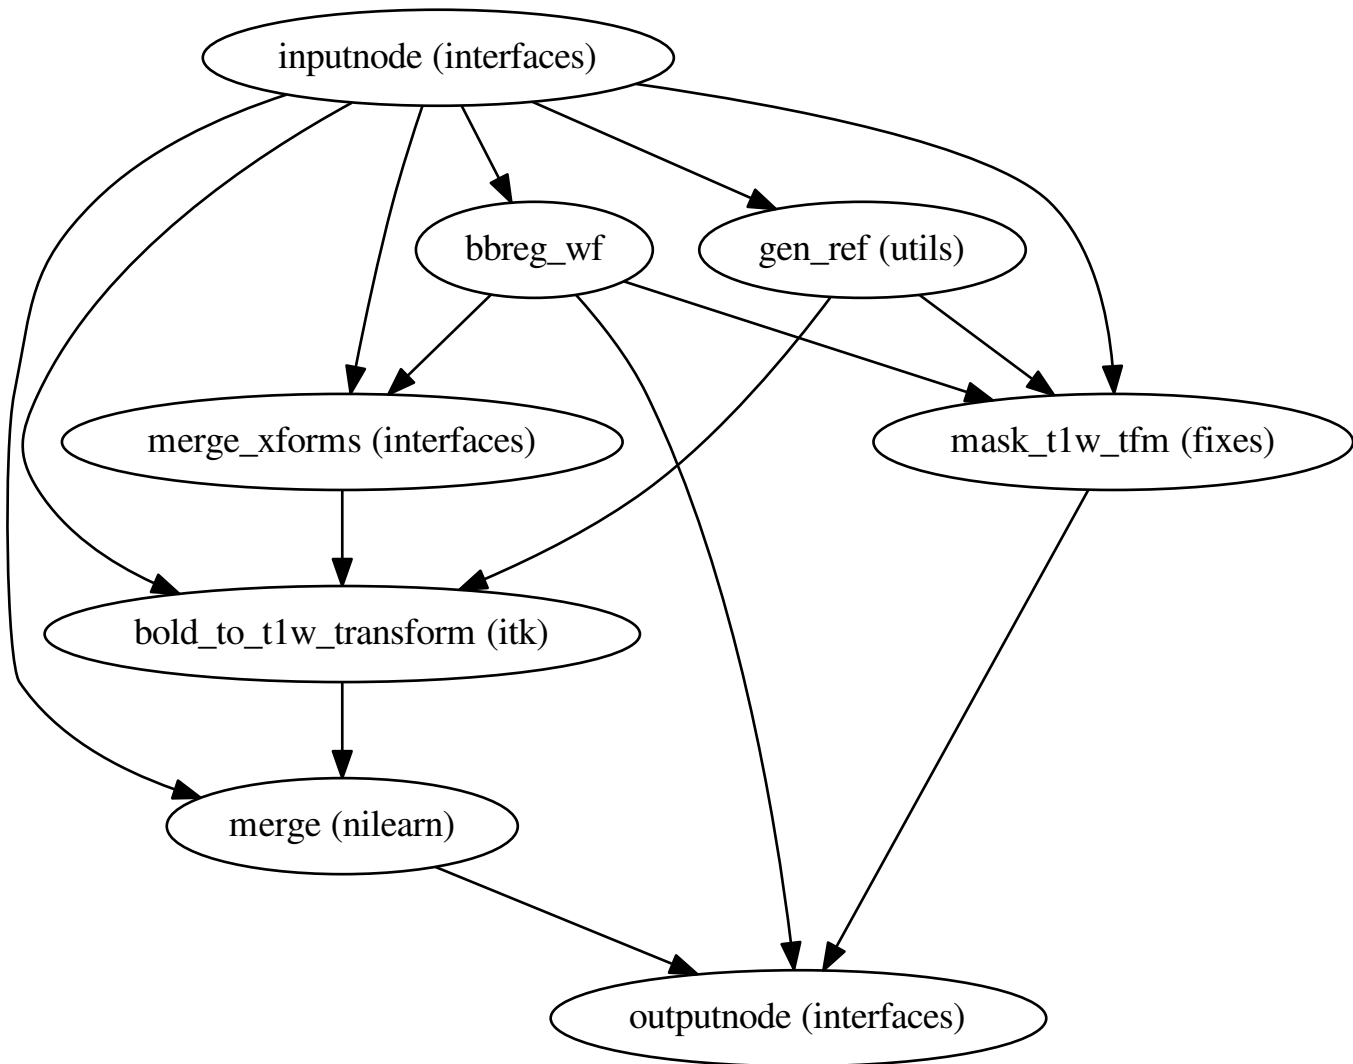 inputnode (interfaces)
bbreg_wf
gen_ref (utils)
merge_xforms (interfaces)
mask_t1w_tfm (fixes)
bold_to_t1w_transform (itk)
merge (nilearn)
outputnode (interfaces)